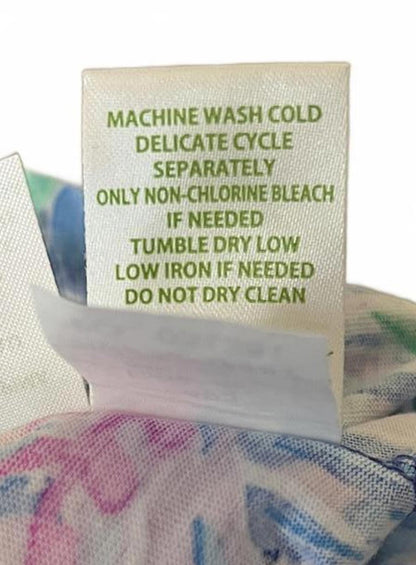 MACHINE WASH COLD
DELICATE CYCLE
SEPARATELY
ONLY NON-CHLORINE BLEACH
IF NEEDED
TUMBLE DRY LOW
LOW IRON IF NEEDED
DO NOT DRY CLEAN